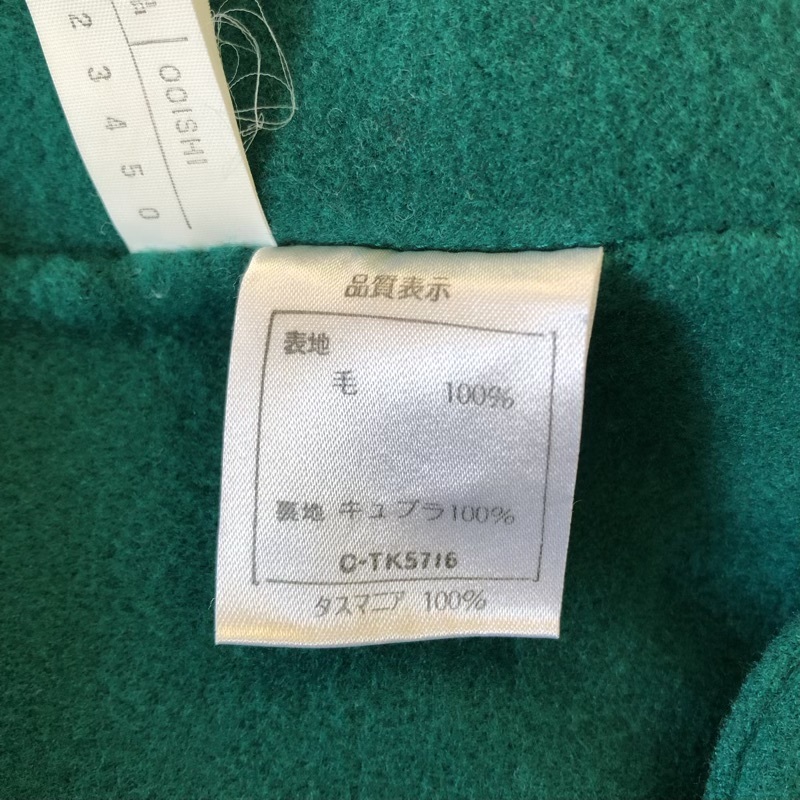 OOISHI
2 3 4 5 0
品質表示
表地
毛 100%
裏地 キュプラ100%
O-TK5716
タスマニア 100%